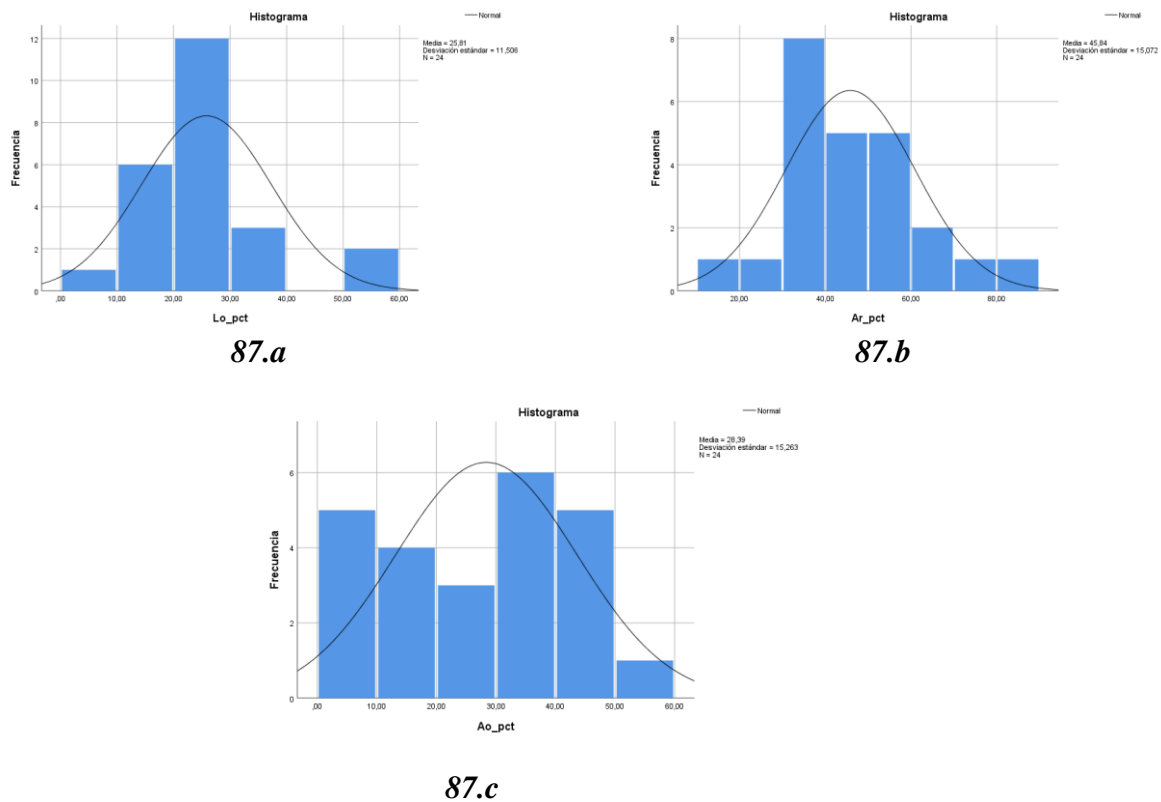 Histograma
Normal
Media = 25,81
Desviación estándar = 11,506
N = 24
Frecuencia
12
10
8
6
4
2
0
,00 10,00 20,00 30,00 40,00 50,00 60,00
Lo_pct
87.a
Histograma
Normal
Media = 45,84
Desviación estándar = 15,072
N = 24
Frecuencia
8
6
4
2
0
20,00 40,00 60,00 80,00
Ar_pct
87.b
Histograma
Normal
Media = 28,39
Desviación estándar = 15,263
N = 24
Frecuencia
6
4
2
0
,00 10,00 20,00 30,00 40,00 50,00 60,00
Ao_pct
87.c